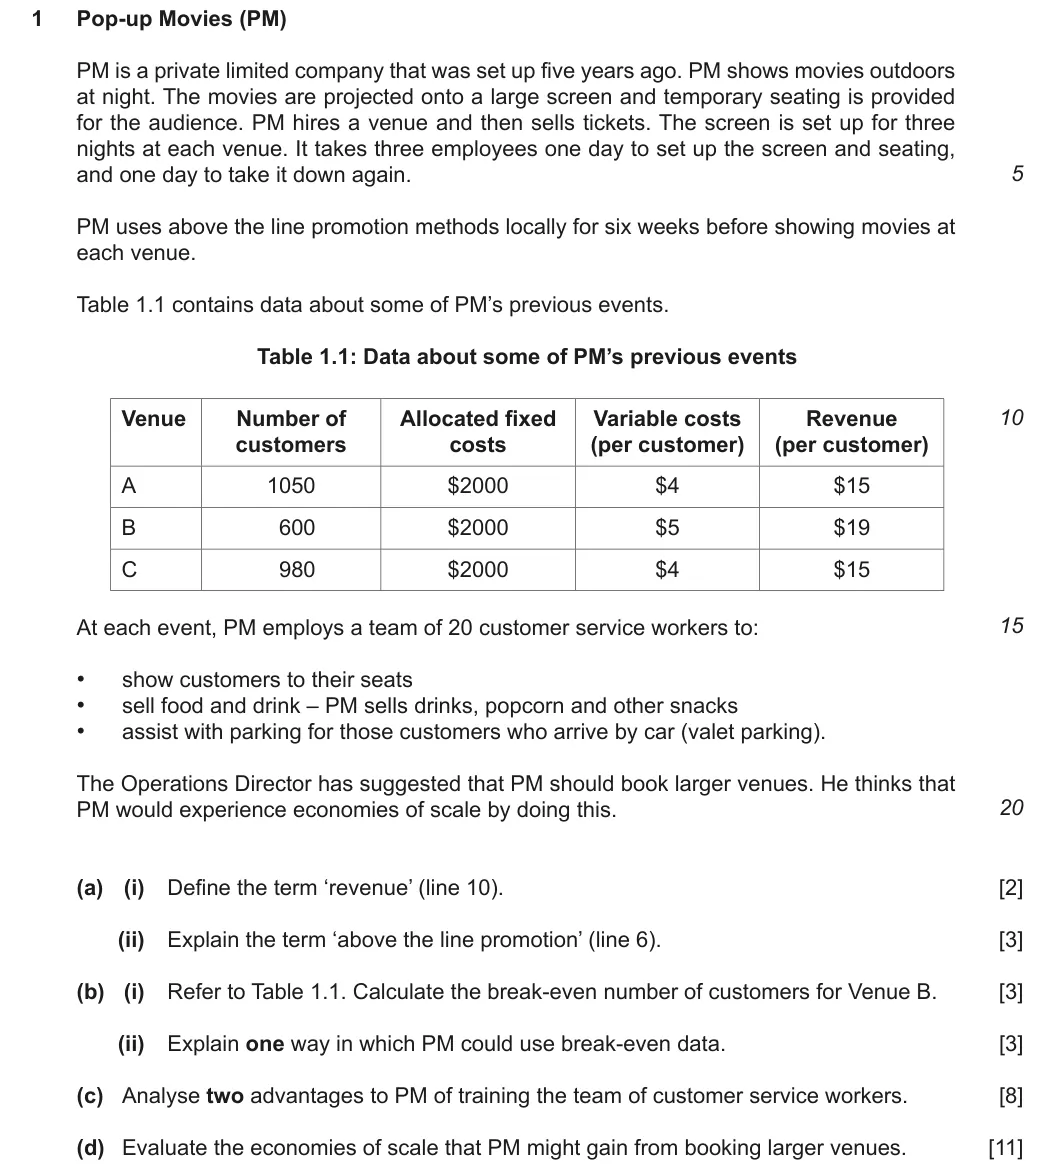 1 Pop-up Movies (PM)
PM is a private limited company that was set up five years ago. PM shows movies outdoors
at night. The movies are projected onto a large screen and temporary seating is provided
for the audience. PM hires a venue and then sells tickets. The screen is set up for three
nights at each venue. It takes three employees one day to set up the screen and seating,
and one day to take it down again. 5
PM uses above the line promotion methods locally for six weeks before showing movies at
each venue.
Table 1.1 contains data about some of PM’s previous events.
Table 1.1: Data about some of PM’s previous events
Venue Number of Allocated fixed Variable costs Revenue 10
customers costs (per customer) (per customer)
A 1050 $2000 $4 $15
B 600 $2000 $5 $19
C 980 $2000 $4 $15
At each event, PM employs a team of 20 customer service workers to: 15
• show customers to their seats
• sell food and drink – PM sells drinks, popcorn and other snacks
• assist with parking for those customers who arrive by car (valet parking).
The Operations Director has suggested that PM should book larger venues. He thinks that
PM would experience economies of scale by doing this. 20
(a) (i) Define the term ‘revenue’ (line 10). [2]
(ii) Explain the term ‘above the line promotion’ (line 6). [3]
(b) (i) Refer to Table 1.1. Calculate the break-even number of customers for Venue B. [3]
(ii) Explain one way in which PM could use break-even data. [3]
(c) Analyse two advantages to PM of training the team of customer service workers. [8]
(d) Evaluate the economies of scale that PM might gain from booking larger venues. [11]